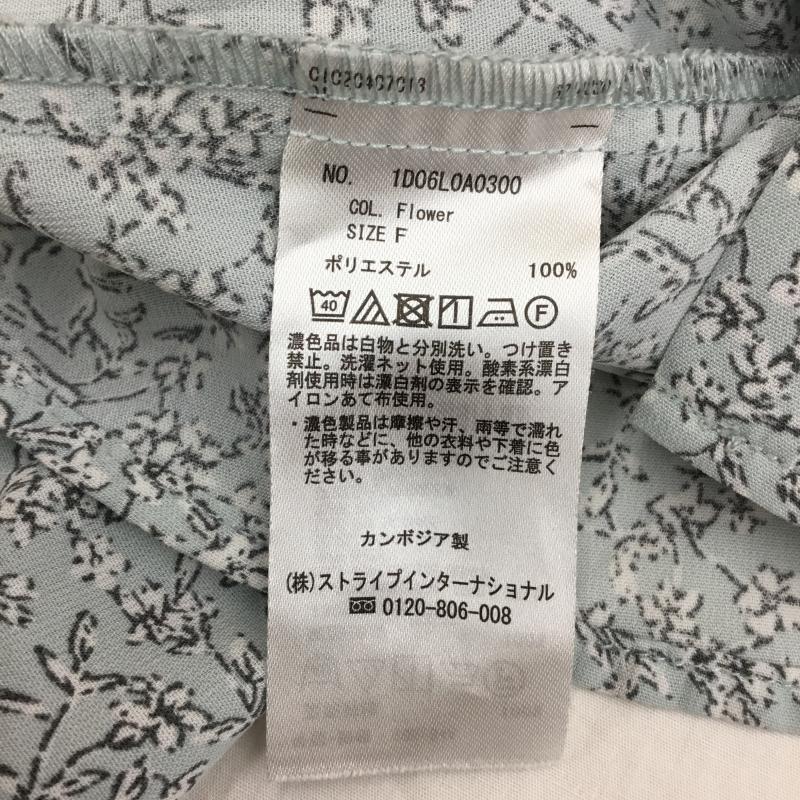 C1C2C4C7C13
NO. 1D06L0A0300
COL. Flower
SIZE F
ポリエステル 100%
40 F
濃色品は白物と分別洗い。つけ置き
禁止。洗濯ネット使用。酸素系漂白
剤使用時は漂白剤の表示を確認。ア
イロンあて布使用。
・濃色製品は摩擦や汗、雨等で濡れ
た時などに、他の衣料や下着に色
が移る事がありますのでご注意く
ださい。
カンボジア製
(株)ストライプインターナショナル
0120-806-008